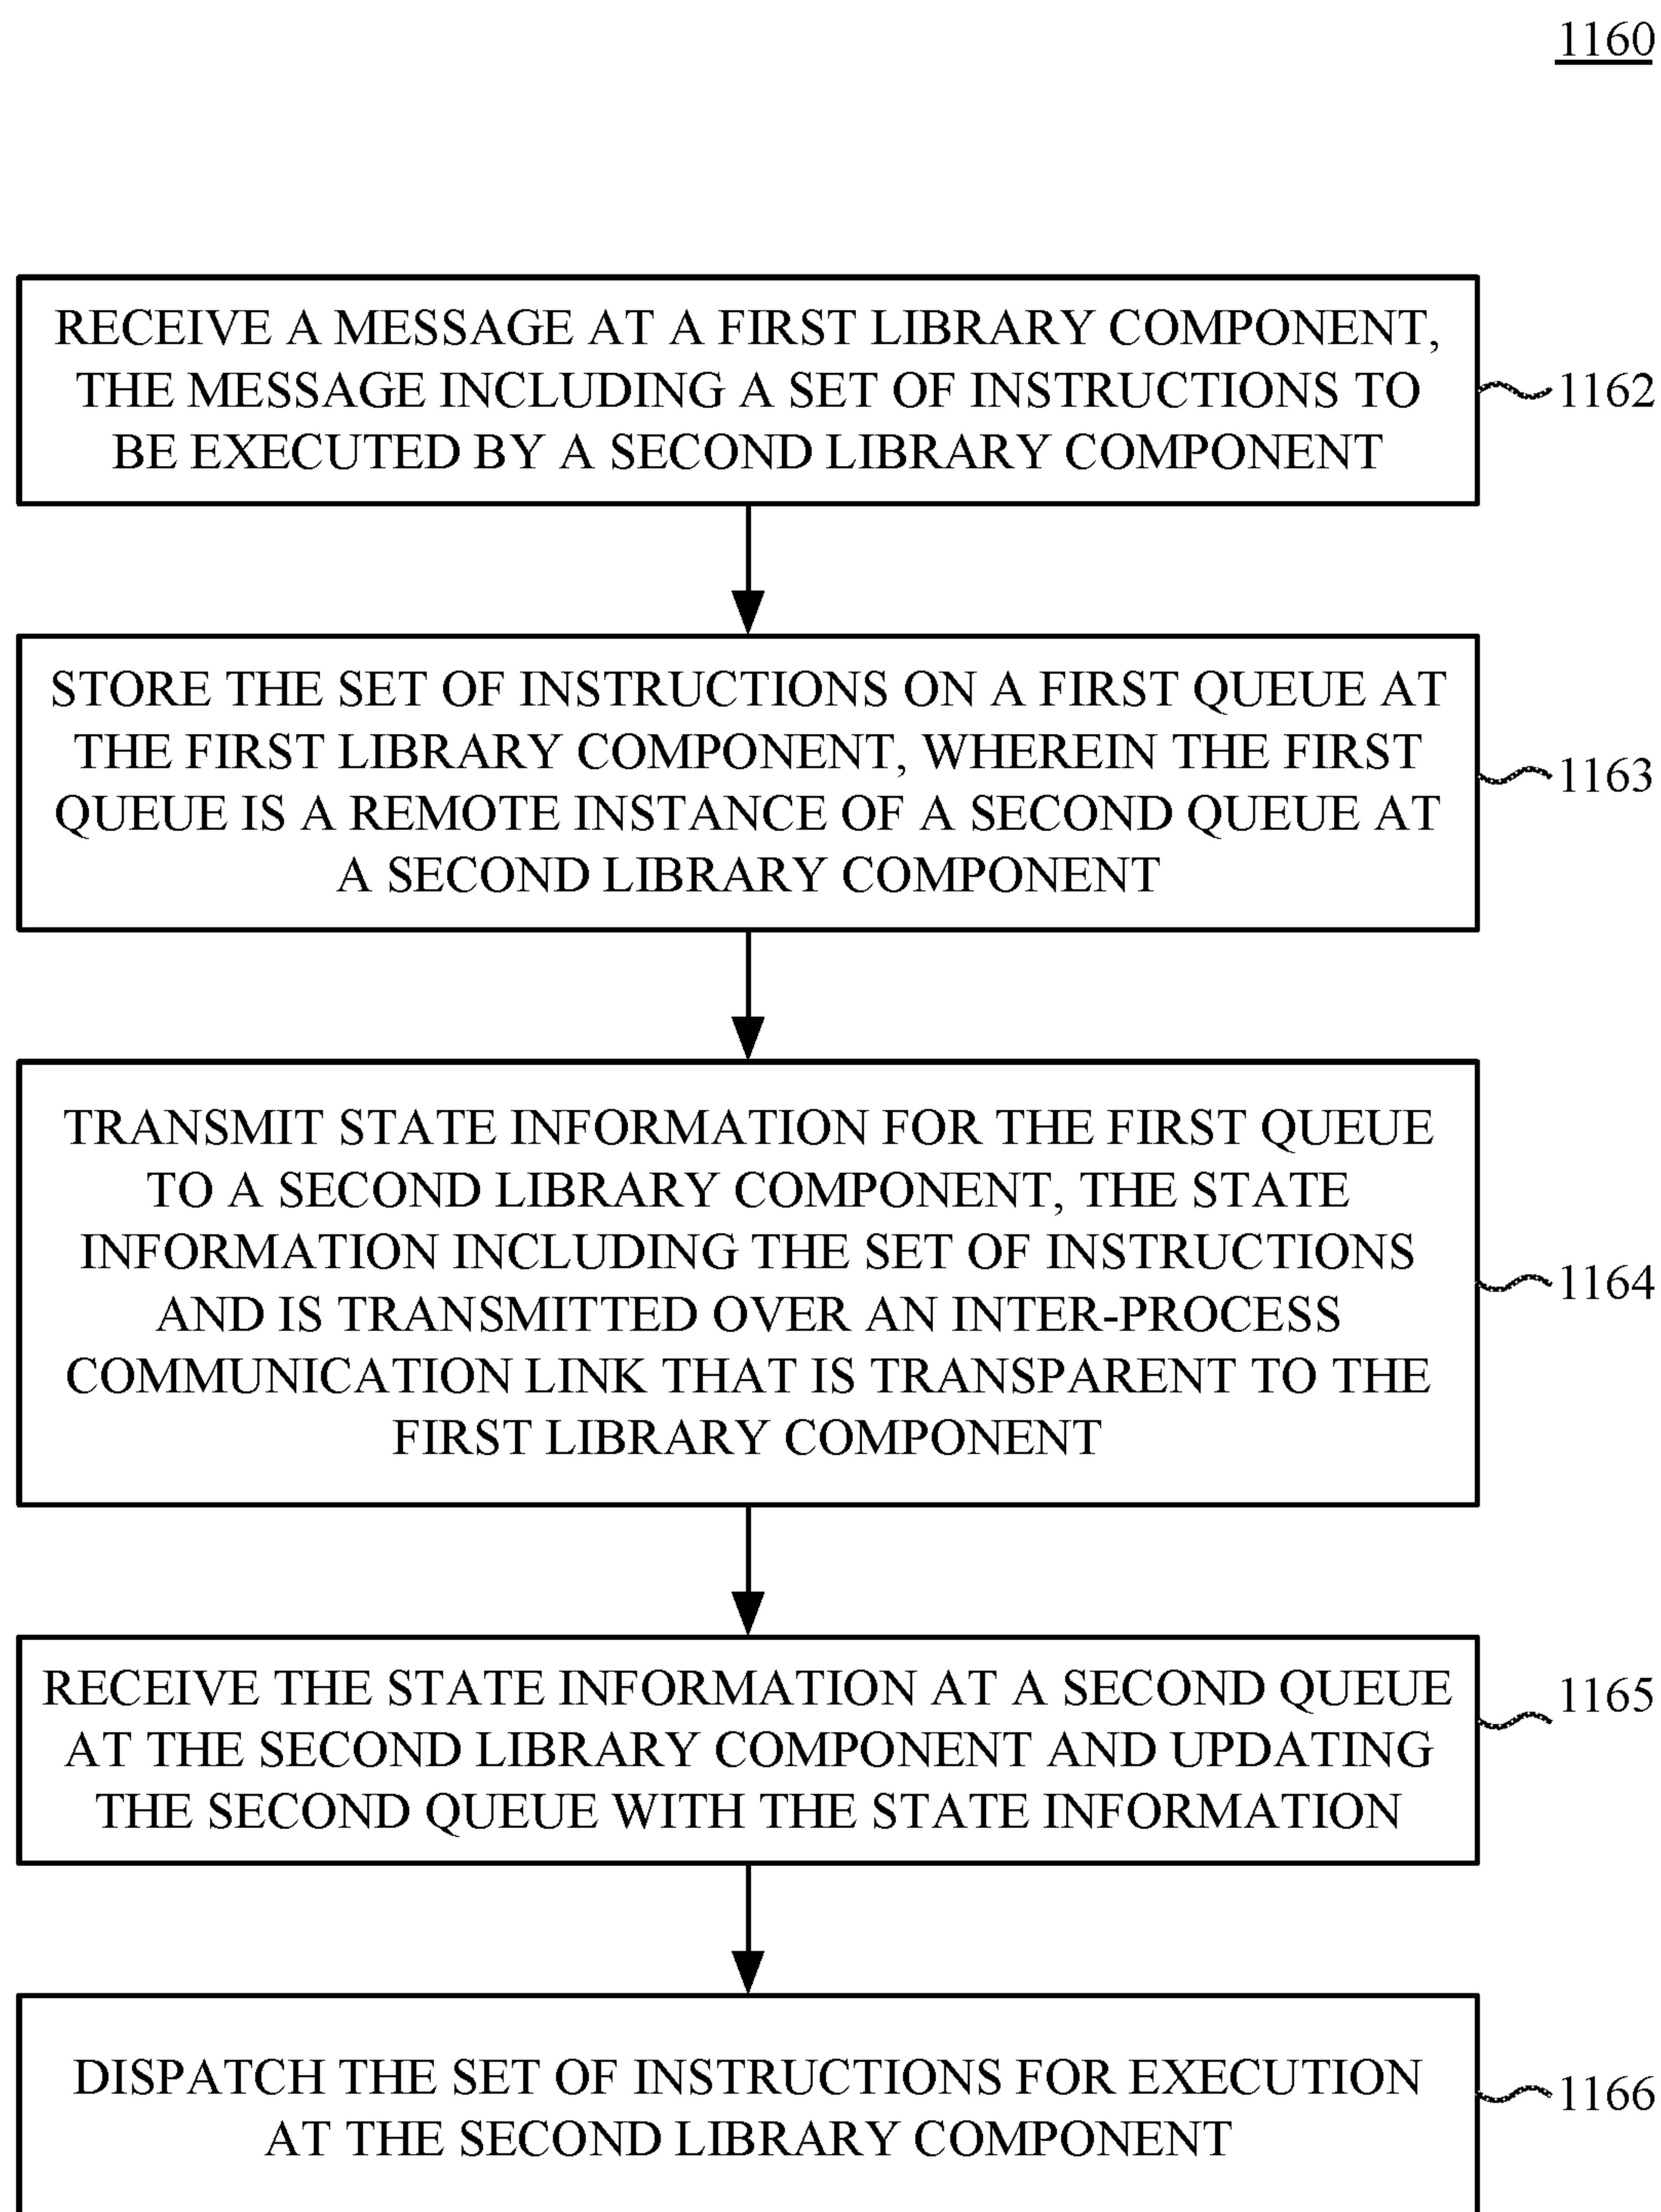 1160
RECEIVE A MESSAGE AT A FIRST LIBRARY COMPONENT,
THE MESSAGE INCLUDING A SET OF INSTRUCTIONS TO
BE EXECUTED BY A SECOND LIBRARY COMPONENT
1162
STORE THE SET OF INSTRUCTIONS ON A FIRST QUEUE AT
THE FIRST LIBRARY COMPONENT, WHEREIN THE FIRST
QUEUE IS A REMOTE INSTANCE OF A SECOND QUEUE AT
A SECOND LIBRARY COMPONENT
1163
TRANSMIT STATE INFORMATION FOR THE FIRST QUEUE
TO A SECOND LIBRARY COMPONENT, THE STATE
INFORMATION INCLUDING THE SET OF INSTRUCTIONS
AND IS TRANSMITTED OVER AN INTER-PROCESS
COMMUNICATION LINK THAT IS TRANSPARENT TO THE
FIRST LIBRARY COMPONENT
1164
RECEIVE THE STATE INFORMATION AT A SECOND QUEUE
AT THE SECOND LIBRARY COMPONENT AND UPDATING
THE SECOND QUEUE WITH THE STATE INFORMATION
1165
DISPATCH THE SET OF INSTRUCTIONS FOR EXECUTION
AT THE SECOND LIBRARY COMPONENT
1166